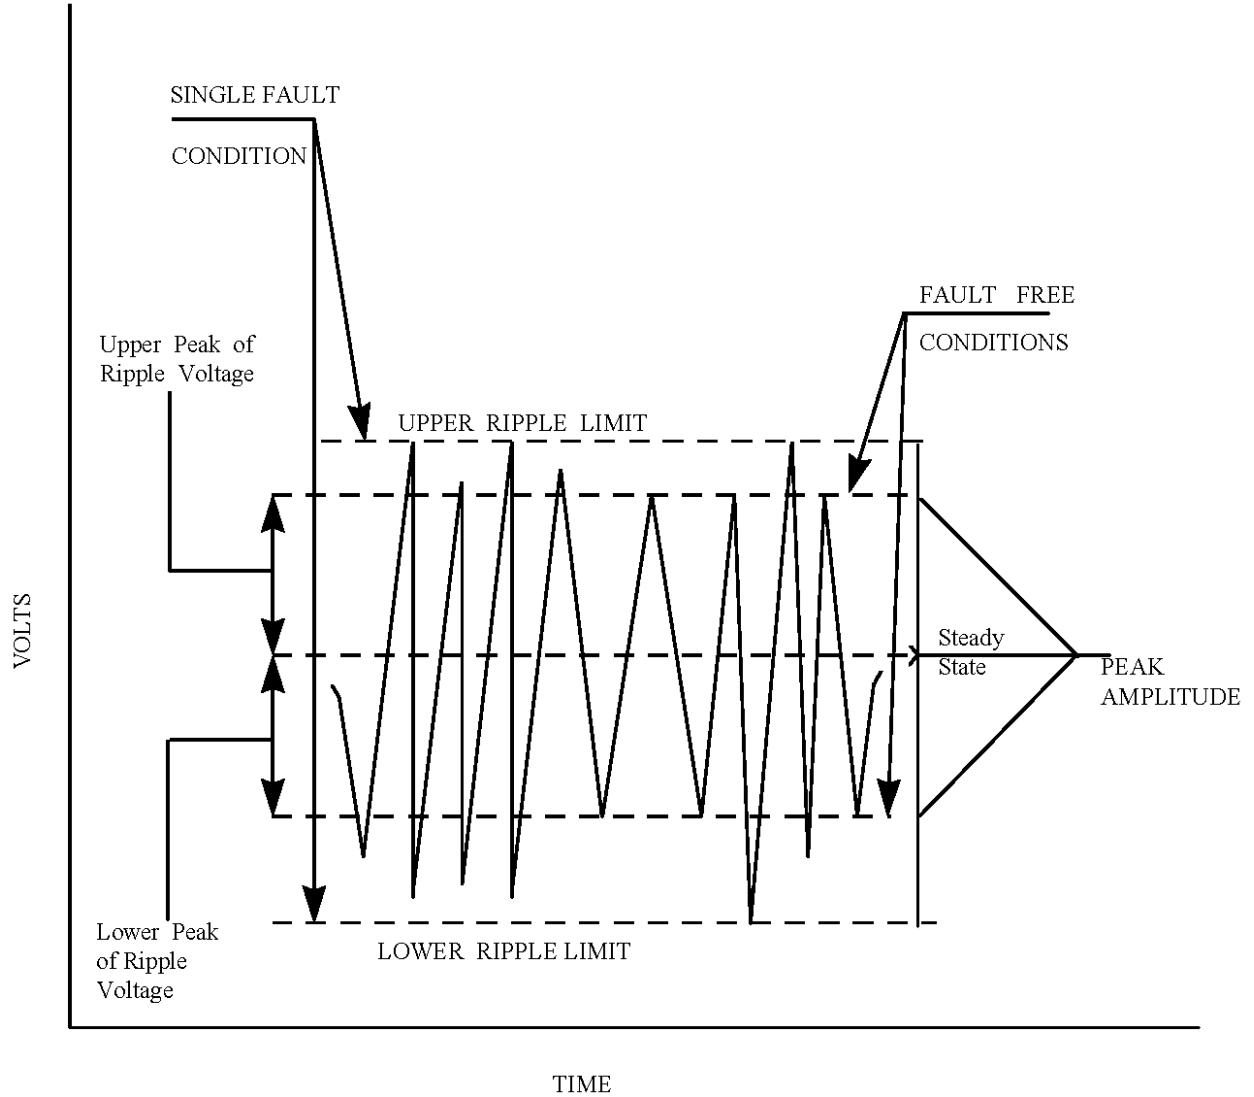 SINGLE FAULT
CONDITION
FAULT FREE
CONDITIONS
Upper Peak of
Ripple Voltage
UPPER RIPPLE LIMIT
VOLTS
Steady
State
PEAK
AMPLITUDE
Lower Peak
of Ripple
Voltage
LOWER RIPPLE LIMIT
TIME